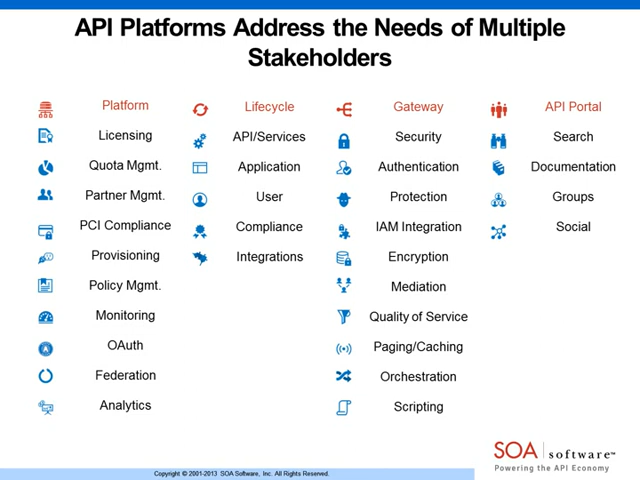 API Platforms Address the Needs of Multiple
Stakeholders
Platform
Licensing
Quota Mgmt.
Partner Mgmt.
PCI Compliance
Provisioning
Policy Mgmt.
Monitoring
OAuth
Federation
Analytics
Lifecycle
API/Services
Application
User
Compliance
Integrations
Gateway
Security
Authentication
Protection
IAM Integration
Encryption
Mediation
Quality of Service
Paging/Caching
Orchestration
Scripting
API Portal
Search
Documentation
Groups
Social
SOA software™
Powering the API Economy
Copyright © 2001-2013 SOA Software, Inc. All Rights Reserved.